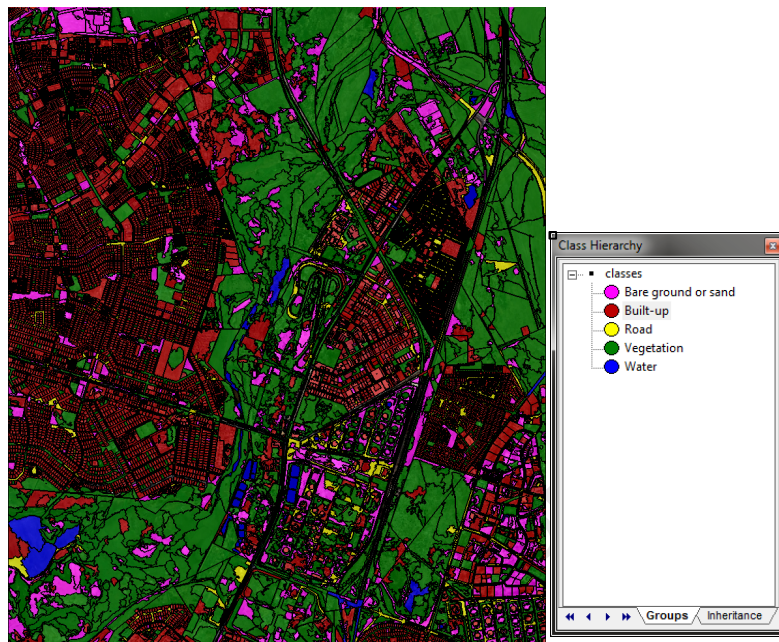 Class Hierarchy
classes
Bare ground or sand
Built-up
Road
Vegetation
Water
Groups
Inheritance